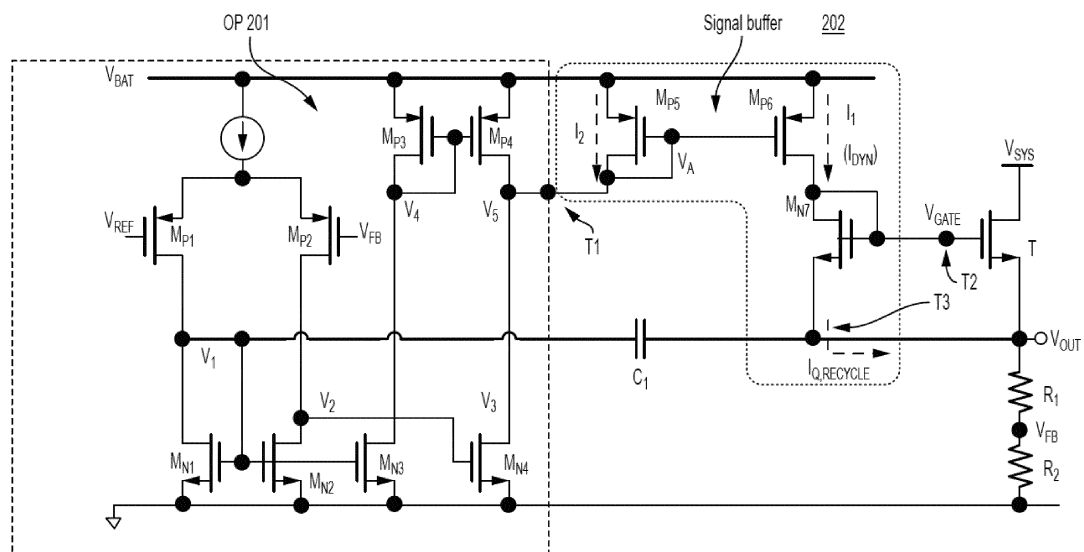 OP 201
Signal buffer
202
V_BAT
M_P3
M_P4
I_2
M_P5
M_P6
I_1
(I_DYN)
V_SYS
V_A
V_REF
M_P1
M_P2
V_FB
V_4
V_5
T1
M_N7
V_GATE
T2
T
T3
V_1
C_1
I_Q,RECYCLE
V_OUT
V_2
V_3
R_1
V_FB
R_2
M_N1
M_N2
M_N3
M_N4